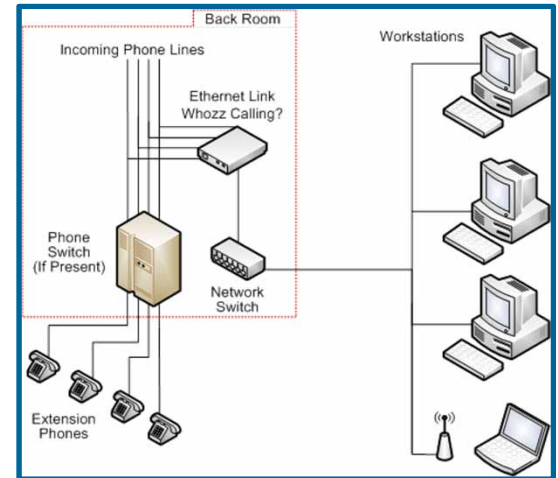 Back Room
Incoming Phone Lines
Workstations
Ethernet Link
Whozz Calling?
Phone
Switch
(If Present)
Network
Switch
Extension
Phones